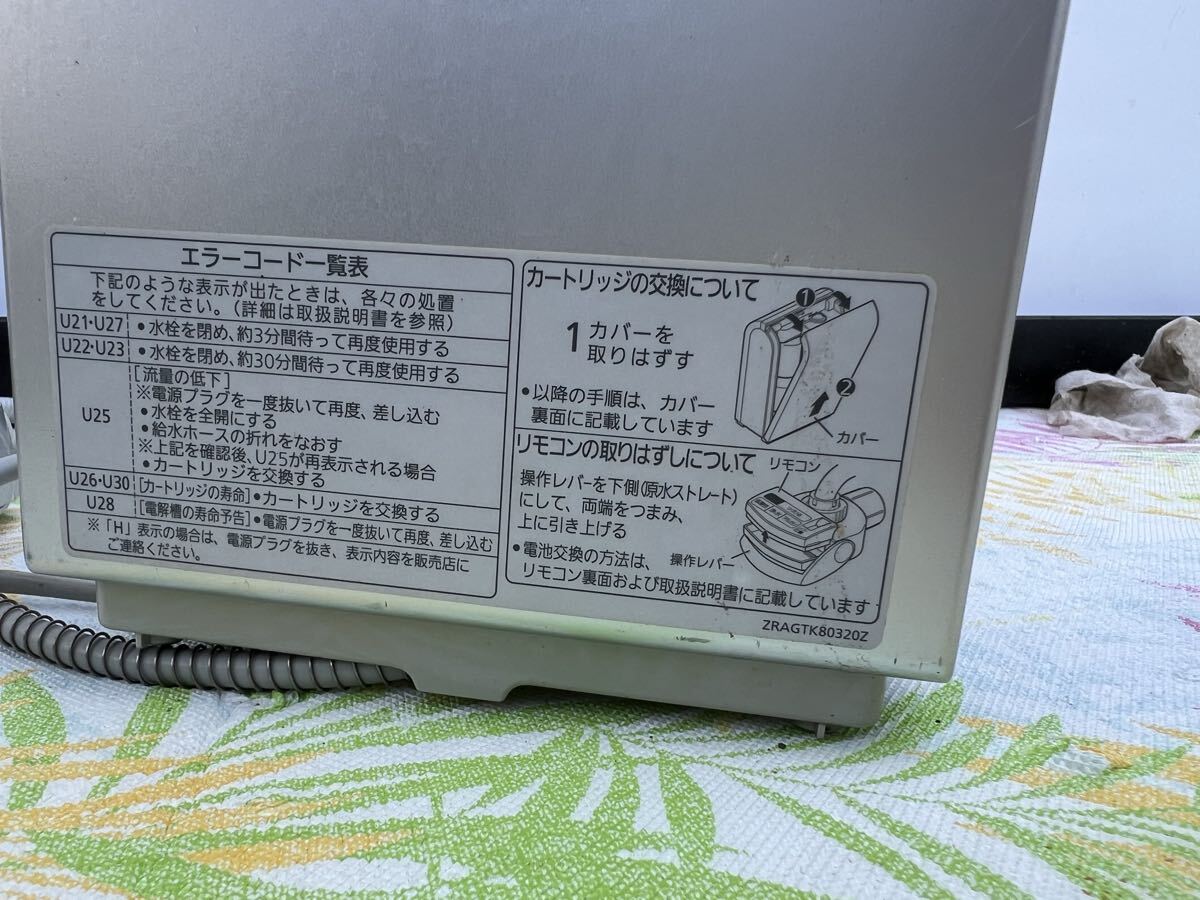 エラーコード一覧表
下記のような表示が出たときは、各々の処置
をしてください。（詳細は取扱説明書を参照）
U21・U27 ●水栓を閉め、約3分間待って再度使用する
U22・U23 ●水栓を閉め、約30分間待って再度使用する
U25
[流量の低下]
※電源プラグを一度抜いて再度、差し込む
●水栓を全開にする
●給水ホースの折れをなおす
※上記を確認後、U25が再表示される場合
●カートリッジを交換する
U26・U30 [カートリッジの寿命]●カートリッジを交換する
U28 [電解槽の寿命予告]●電源プラグを一度抜いて再度、差し込む
※「H」表示の場合は、電源プラグを抜き、表示内容を販売店に
ご連絡ください。
カートリッジの交換について
1 カバーを
取りはずす
●以降の手順は、カバー
裏面に記載しています
❶
❷
カバー
リモコンの取りはずしについて
操作レバーを下側（原水ストレート）
にして、両端をつまみ、
上に引き上げる
●電池交換の方法は、
リモコン裏面および取扱説明書に記載しています
リモコン
操作レバー
ZRAGTK80320Z